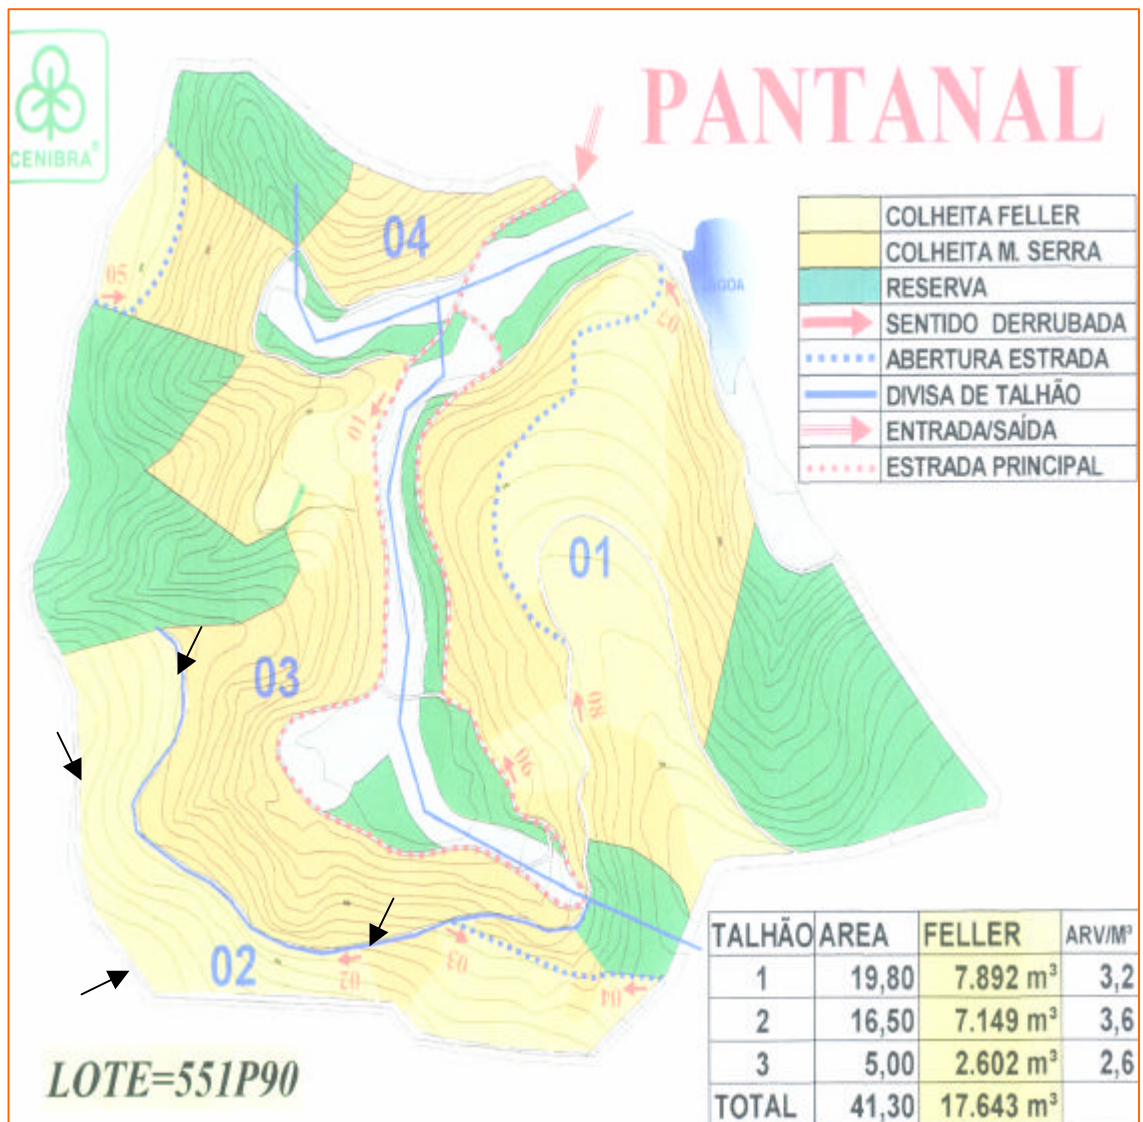 PANTANAL
CENIBRA®
COLHEITA FELLER
COLHEITA M. SERRA
RESERVA
SENTIDO DERRUBADA
ABERTURA ESTRADA
DIVISA DE TALHÃO
ENTRADA/SAÍDA
ESTRADA PRINCIPAL
04
05
07
10
01
03
08
06
02
02
03
04
TALHÃO AREA FELLER ARV/M³
1 19,80 7.892 m³ 3,2
2 16,50 7.149 m³ 3,6
3 5,00 2.602 m³ 2,6
TOTAL 41,30 17.643 m³
LOTE=551P90